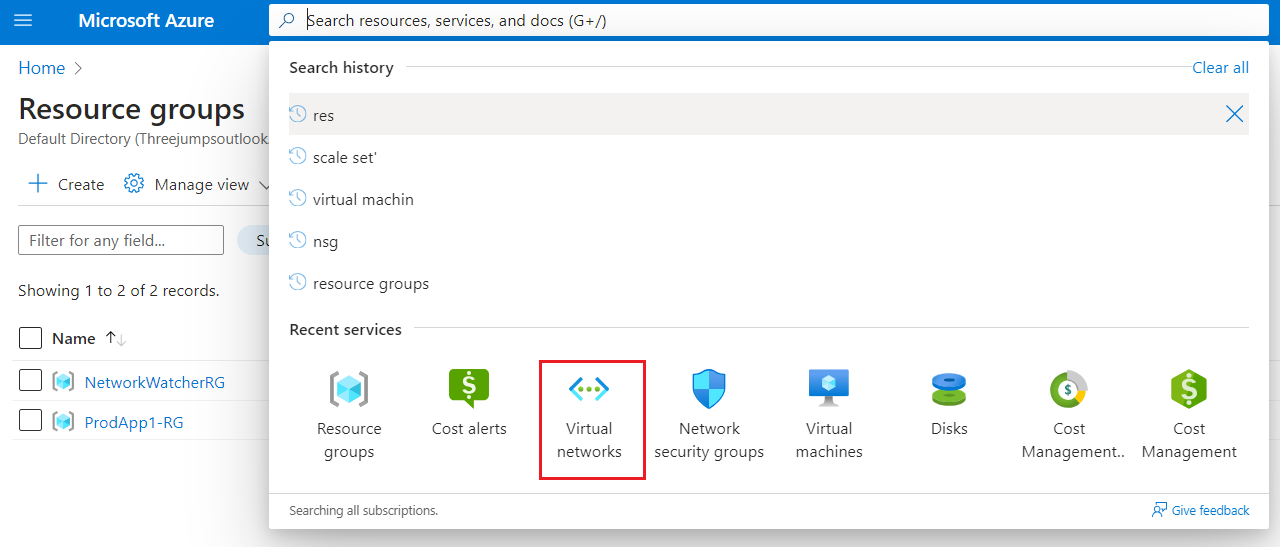 Microsoft Azure
Search resources, services, and docs (G+/)
Home
Resource groups
Default Directory (Threejumpsoutlook.
Create
Manage view
Filter for any field...
Su
Showing 1 to 2 of 2 records.
Name
NetworkWatcherRG
ProdApp1-RG
Search history
Clear all
res
scale set'
virtual machin
nsg
resource groups
Recent services
Resource
groups
Cost alerts
Virtual
networks
Network
security groups
Virtual
machines
Disks
Cost
Management..
Cost
Management
Searching all subscriptions.
Give feedback